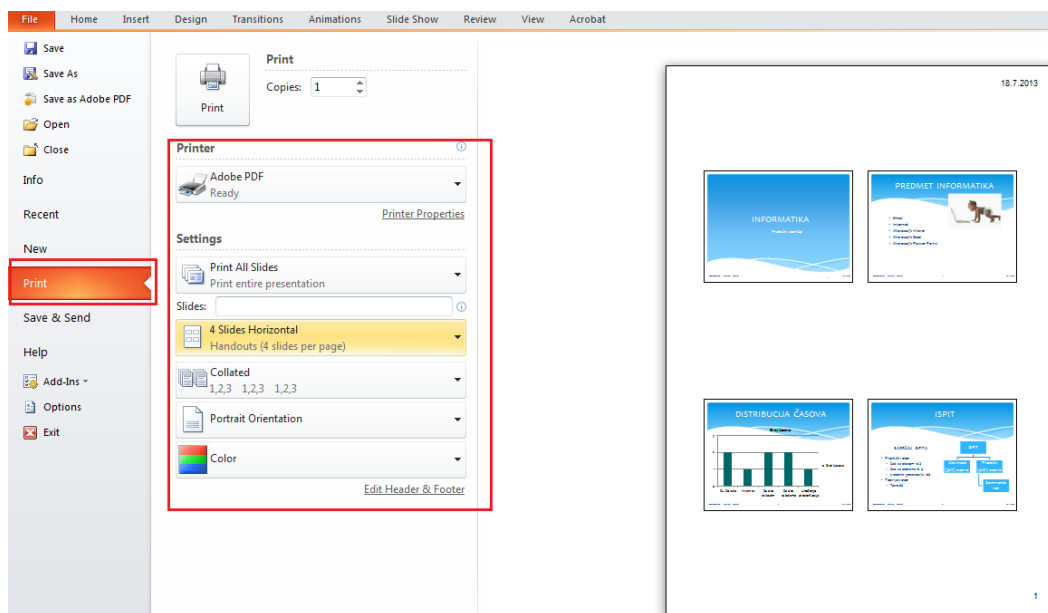 File Home Insert Design Transitions Animations Slide Show Review View Acrobat
Save
Save As
Save as Adobe PDF
Open
Close
Info
Recent
New
Print
Save & Send
Help
Add-Ins
Options
Exit
Print
Print
Copies: 1
Printer
Adobe PDF
Ready
Printer Properties
Settings
Print All Slides
Print entire presentation
Slides:
4 Slides Horizontal
Handouts (4 slides per page)
Collated
1,2,3 1,2,3 1,2,3
Portrait Orientation
Color
Edit Header & Footer
18.7.2013
INFORMATIKA
PREDMET INFORMATIKA
Email
Internet
DISTRIBUCIJA ČASOVA
ISPIT
ISPIT
1